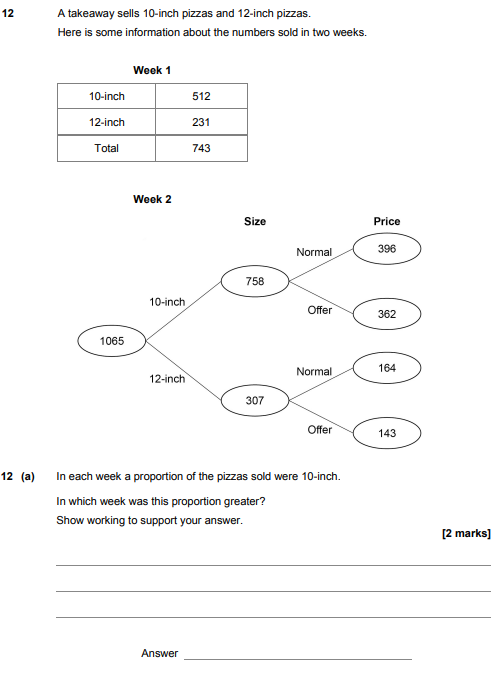 12 A takeaway sells 10-inch pizzas and 12-inch pizzas.
Here is some information about the numbers sold in two weeks.
Week 1
10-inch 512
12-inch 231
Total 743
Week 2
Size Price
Normal 396
758
10-inch Offer 362
1065
12-inch Normal 164
307
Offer 143
12 (a) In each week a proportion of the pizzas sold were 10-inch.
In which week was this proportion greater?
Show working to support your answer.
[2 marks]
Answer